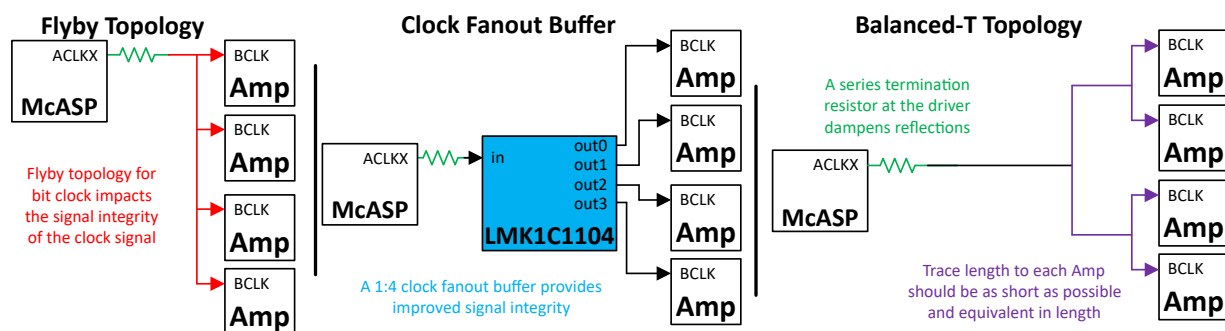 Flyby Topology
ACLKX
McASP
BCLK
Amp
BCLK
Amp
BCLK
Amp
BCLK
Amp
Flyby topology for
bit clock impacts
the signal integrity
of the clock signal
Clock Fanout Buffer
ACLKX
McASP
in
out0
out1
out2
out3
LMK1C1104
BCLK
Amp
BCLK
Amp
BCLK
Amp
BCLK
Amp
A 1:4 clock fanout buffer provides
improved signal integrity
Balanced-T Topology
A series termination
resistor at the driver
dampens reflections
ACLKX
McASP
BCLK
Amp
BCLK
Amp
BCLK
Amp
BCLK
Amp
Trace length to each Amp
should be as short as possible
and equivalent in length